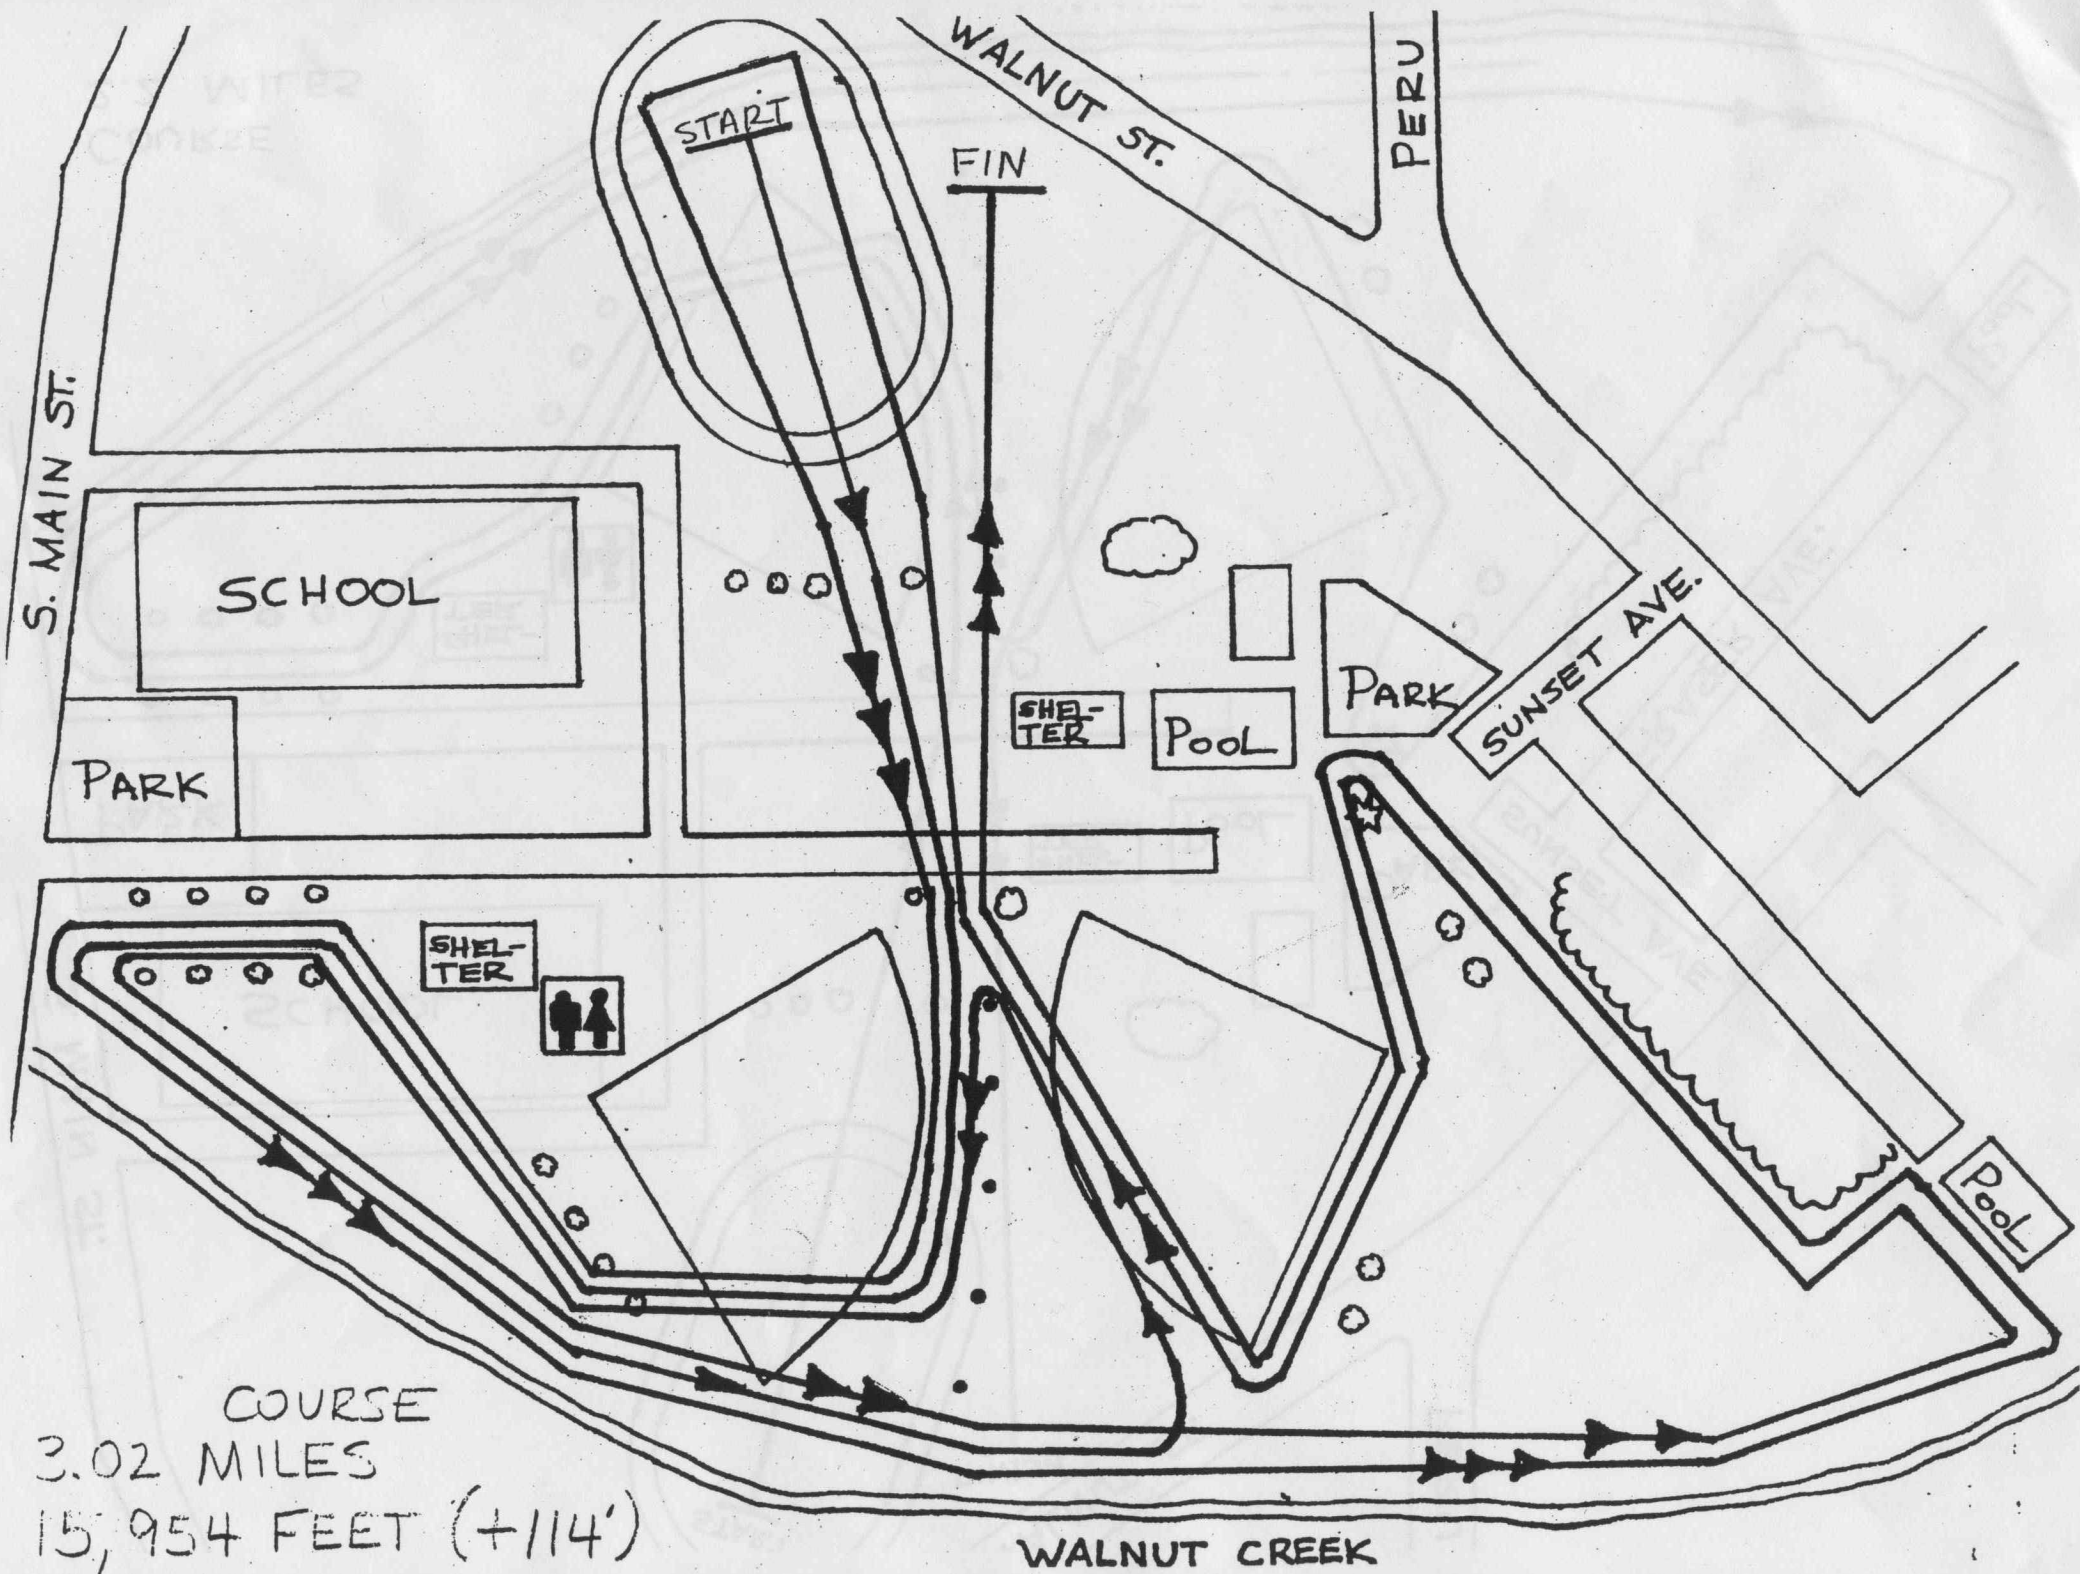 WALNUT ST.
PERU
START
FIN
S. MAIN ST.
SCHOOL
SUNSET AVE.
SHEL-
TER
POOL
PARK
PARK
SHEL-
TER
POOL
COURSE
3.02 MILES
15,954 FEET (+114')
WALNUT CREEK